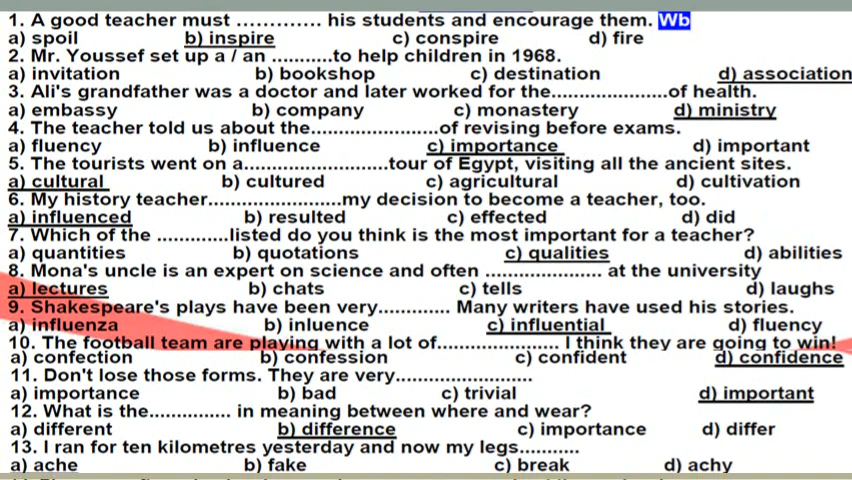 1. A good teacher must ............. his students and encourage them. Wb
a) spoil b) inspire c) conspire d) fire
2. Mr. Youssef set up a / an ...........to help children in 1968.
a) invitation b) bookshop c) destination d) association
3. Ali's grandfather was a doctor and later worked for the.....................of health.
a) embassy b) company c) monastery d) ministry
4. The teacher told us about the.......................of revising before exams.
a) fluency b) influence c) importance d) important
5. The tourists went on a..........................tour of Egypt, visiting all the ancient sites.
a) cultural b) cultured c) agricultural d) cultivation
6. My history teacher........................my decision to become a teacher, too.
a) influenced b) resulted c) effected d) did
7. Which of the .............listed do you think is the most important for a teacher?
a) quantities b) quotations c) qualities d) abilities
8. Mona's uncle is an expert on science and often ..................... at the university
a) lectures b) chats c) tells d) laughs
9. Shakespeare's plays have been very............. Many writers have used his stories.
a) influenza b) inluence c) influential d) fluency
10. The football team are playing with a lot of...................... I think they are going to win!
a) confection b) confession c) confident d) confidence
11. Don't lose those forms. They are very.........................
a) importance b) bad c) trivial d) important
12. What is the............... in meaning between where and wear?
a) different b) difference c) importance d) differ
13. I ran for ten kilometres yesterday and now my legs...........
a) ache b) fake c) break d) achy